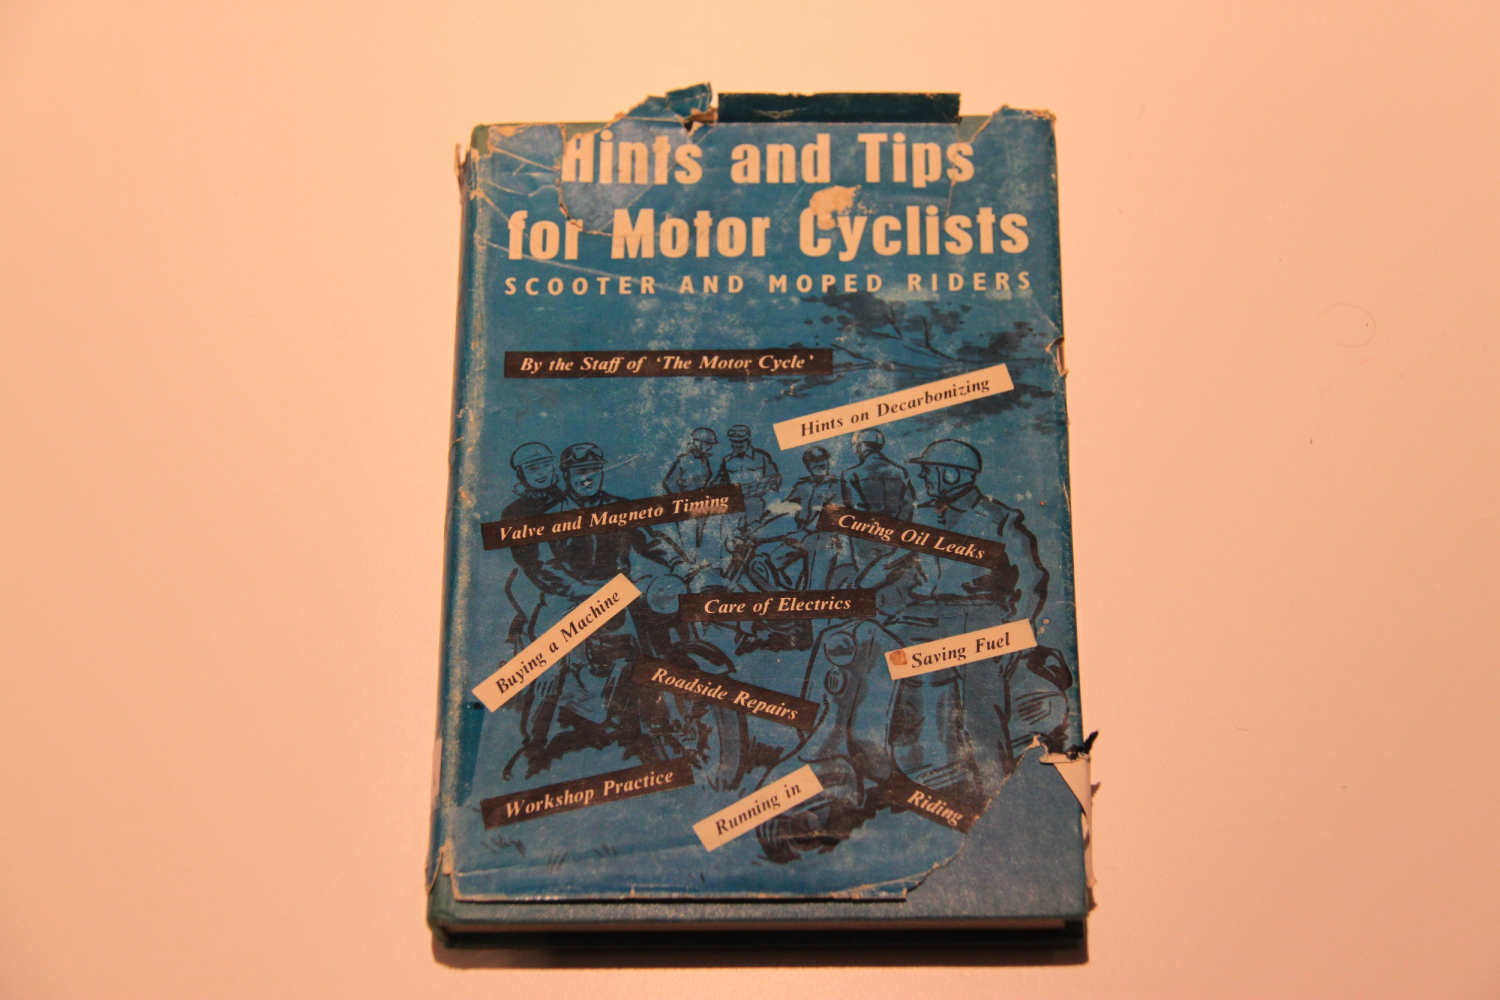 Hints and Tips
for Motor Cyclists
SCOOTER AND MOPED RIDERS
By the Staff of 'The Motor Cycle'
Hints on Decarbonizing
Valve and Magneto Timing
Curing Oil Leaks
Buying a Machine
Care of Electrics
Saving Fuel
Roadside Repairs
Workshop Practice
Running in
Riding